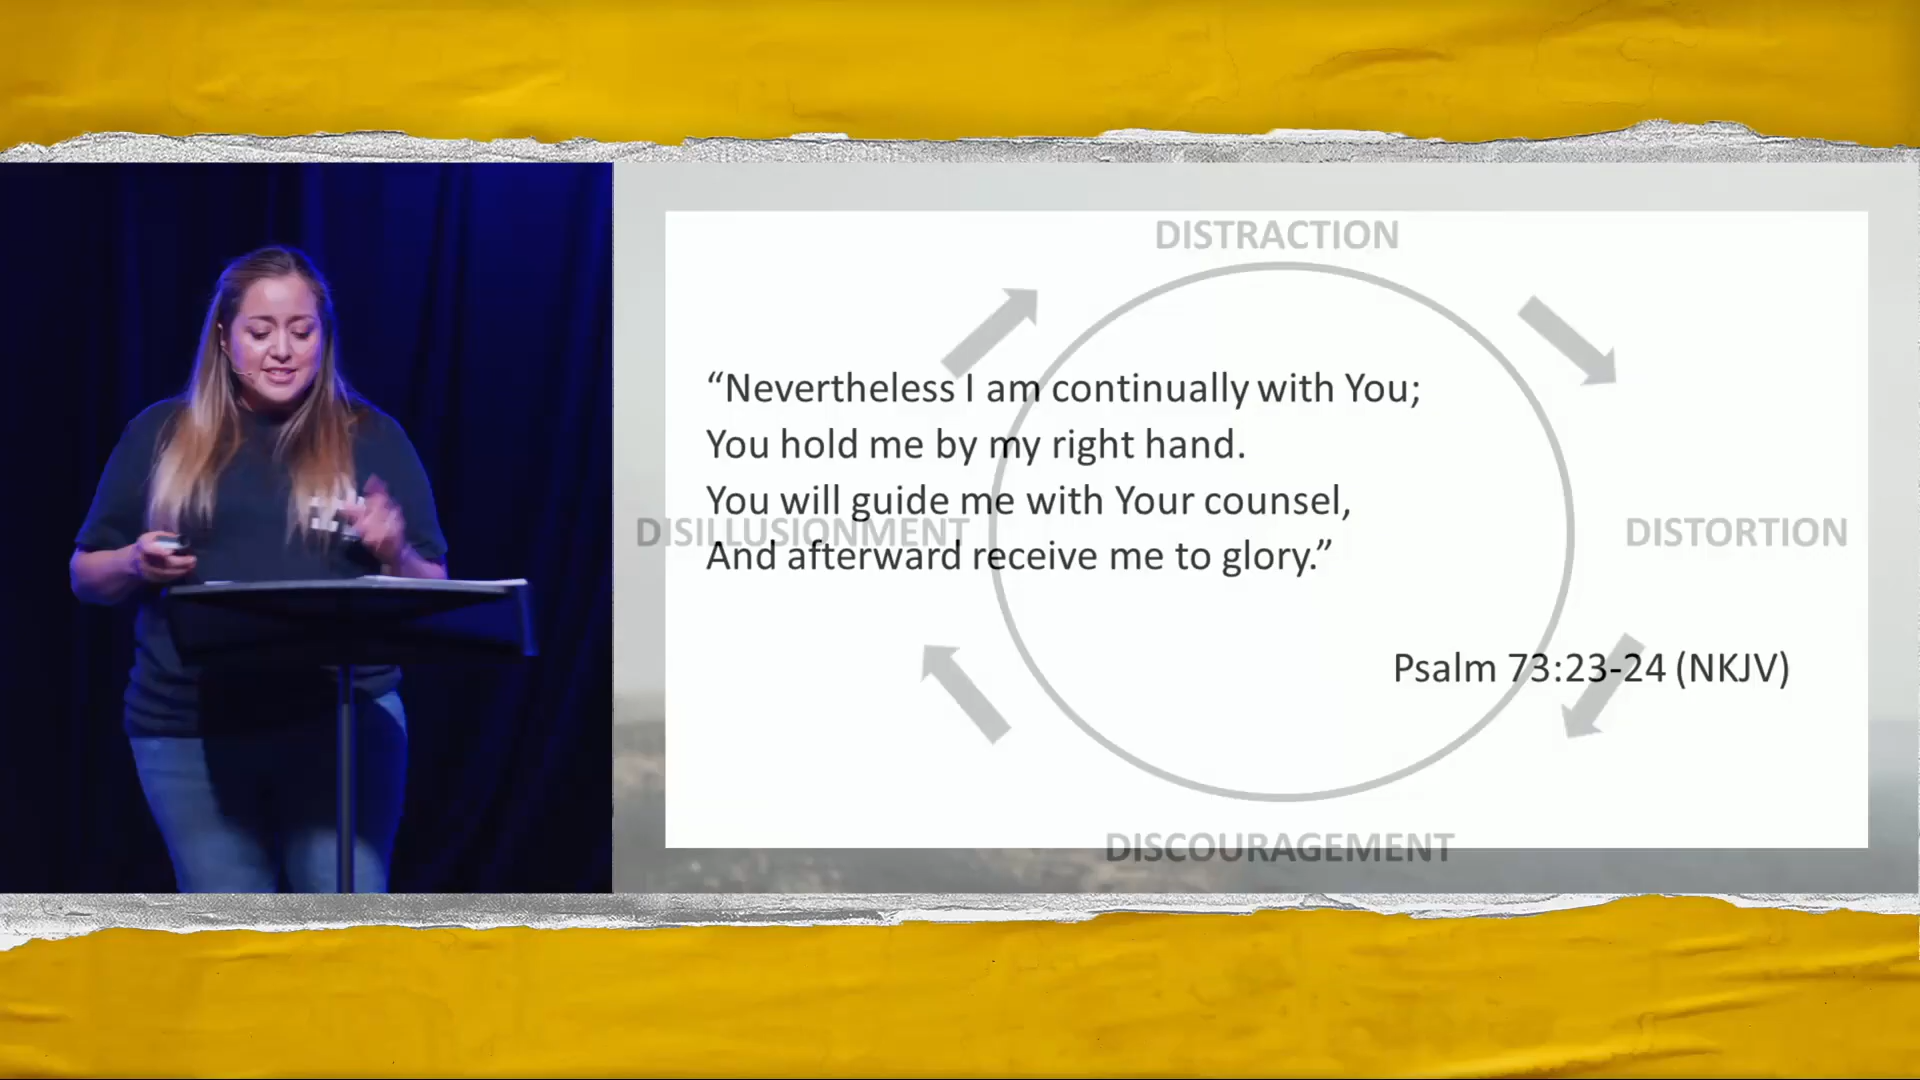 DISTRACTION
“Nevertheless I am continually with You;
You hold me by my right hand.
You will guide me with Your counsel,
DISILLUSIONMENT
DISTORTION
And afterward receive me to glory.”
Psalm 73:23-24 (NKJV)
DISCOURAGEMENT